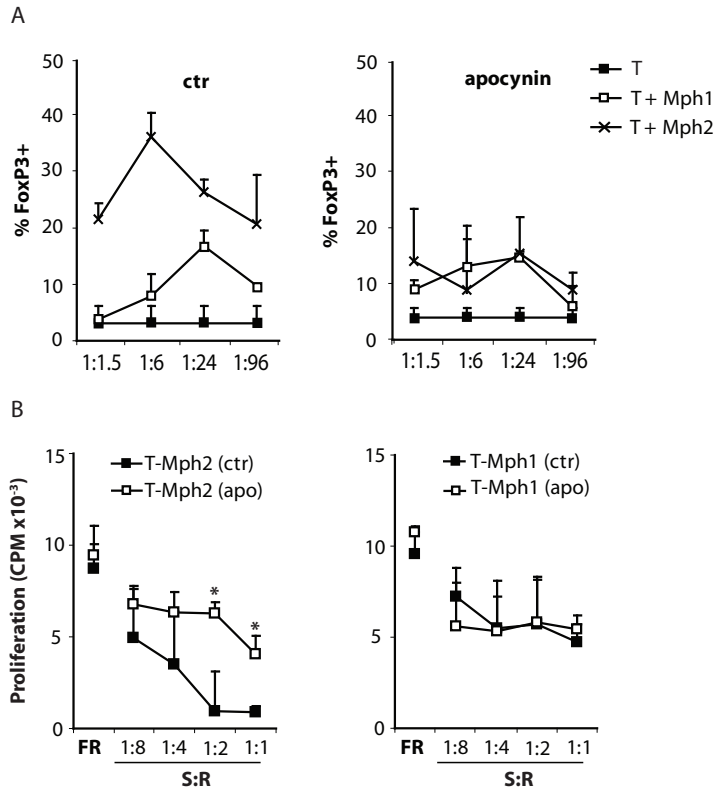 A
ctr
% FoxP3+
50
40
30
20
10
0
1:1.5 1:6 1:24 1:96
apocynin
% FoxP3+
50
40
30
20
10
0
1:1.5 1:6 1:24 1:96
T
T + Mph1
T + Mph2
B
Proliferation (CPM x10-3)
15
10
5
0
T-Mph2 (ctr)
T-Mph2 (apo)
*
*
FR 1:8 1:4 1:2 1:1
S:R
15
10
5
0
T-Mph1 (ctr)
T-Mph1 (apo)
FR 1:8 1:4 1:2 1:1
S:R